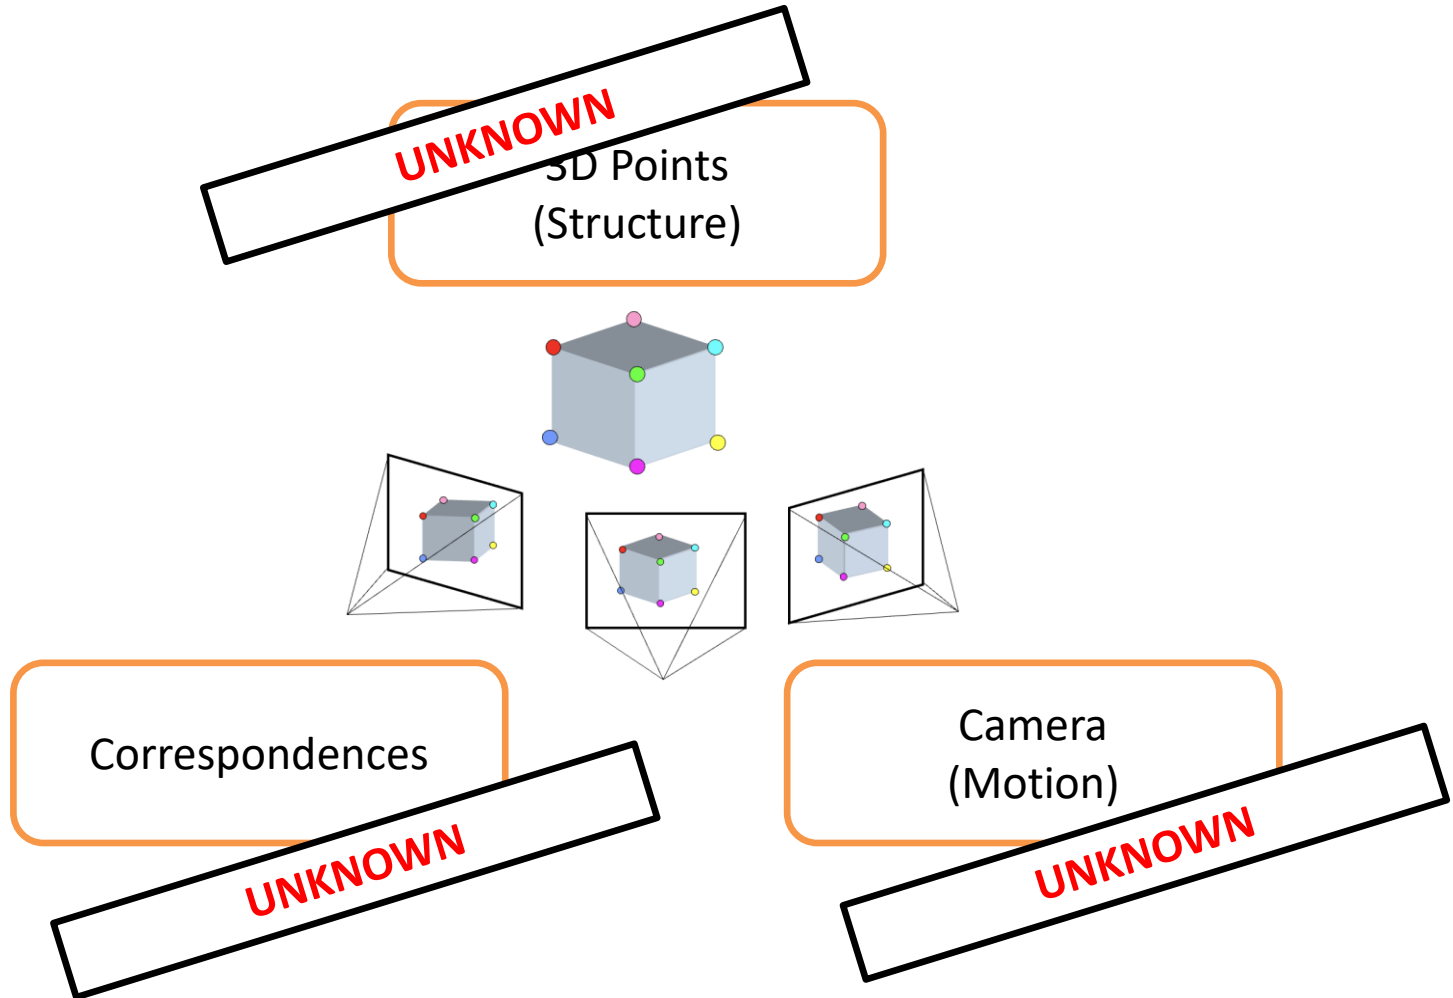 UNKNOWN
3D Points
(Structure)
Correspondences
UNKNOWN
Camera
(Motion)
UNKNOWN